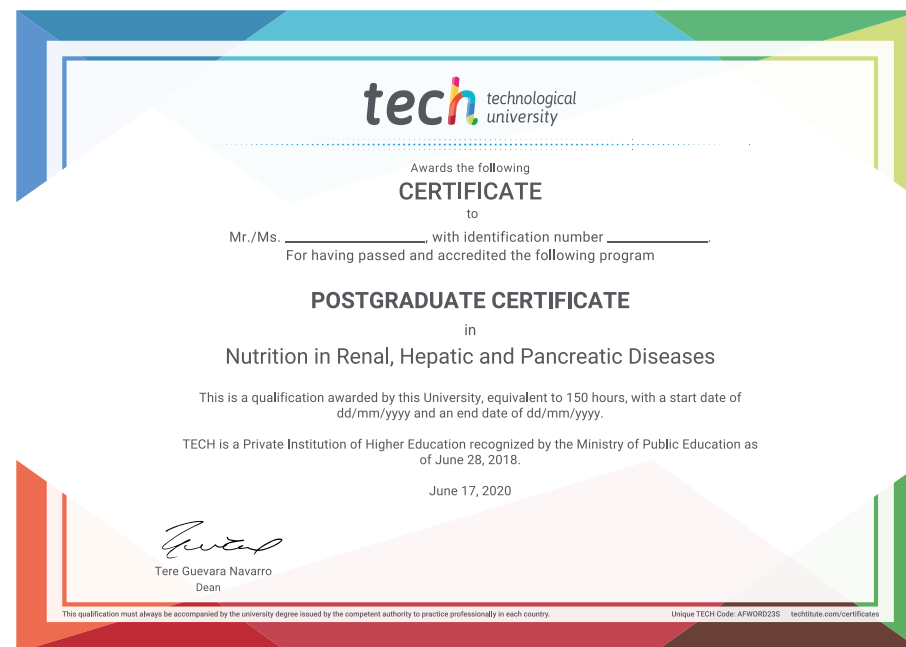 tech technological
university
Awards the following
CERTIFICATE
to
Mr./Ms. ____________________, with identification number ______________.
For having passed and accredited the following program
POSTGRADUATE CERTIFICATE
in
Nutrition in Renal, Hepatic and Pancreatic Diseases
This is a qualification awarded by this University, equivalent to 150 hours, with a start date of
dd/mm/yyyy and an end date of dd/mm/yyyy.
TECH is a Private Institution of Higher Education recognized by the Ministry of Public Education as
of June 28, 2018.
June 17, 2020
Tere Guevara Navarro
Dean
This qualification must always be accompanied by the university degree issued by the competent authority to practice professionally in each country. Unique TECH Code: AFWORD23S techtitute.com/certificates